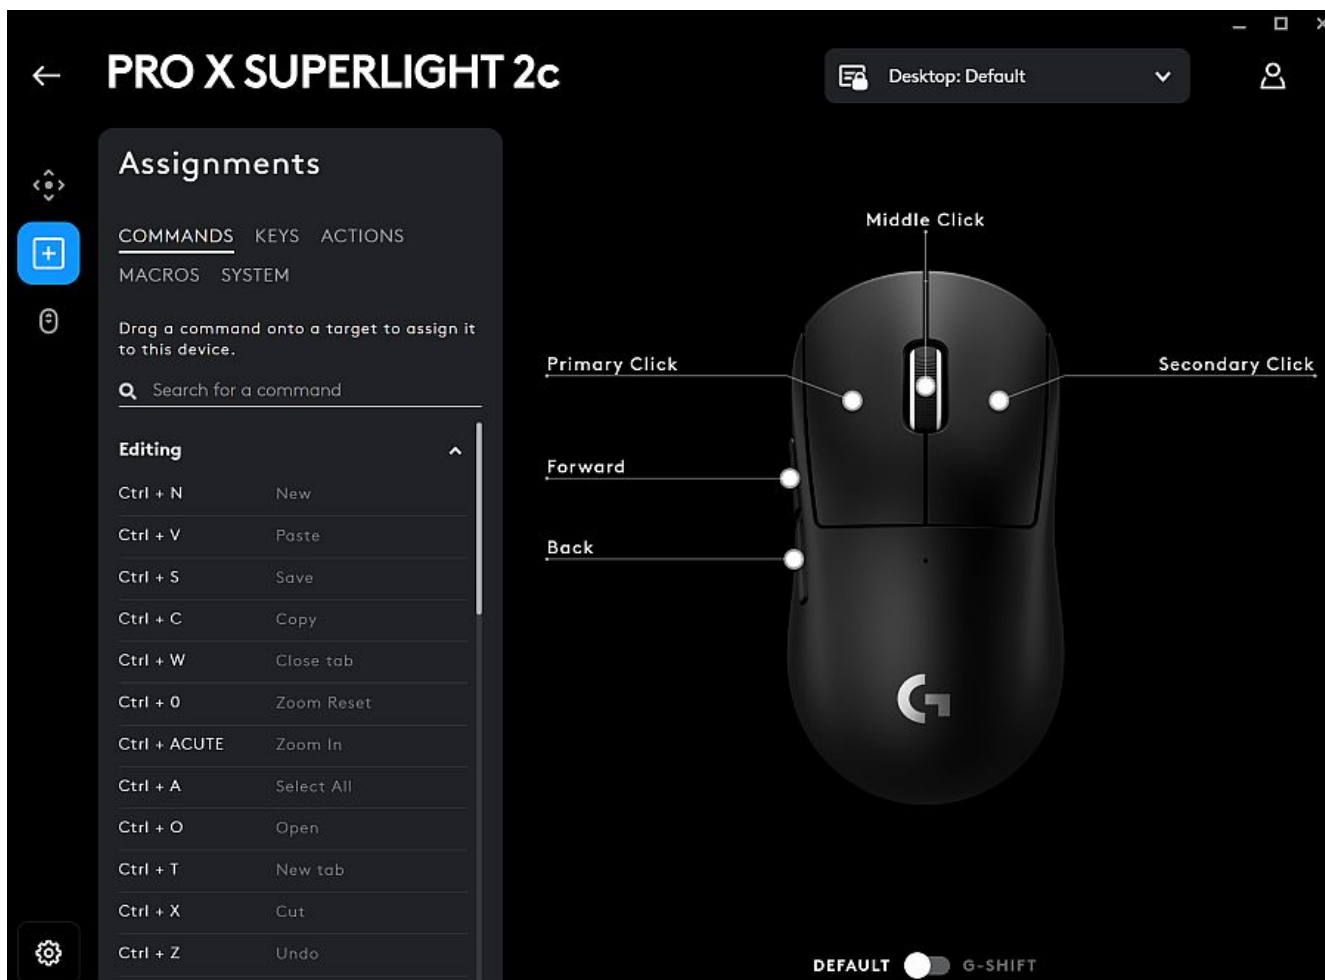 PRO X SUPERLIGHT 2c
Desktop: Default
Assignments
COMMANDS KEYS ACTIONS
MACROS SYSTEM
Drag a command onto a target to assign it
to this device.
Search for a command
Editing
Ctrl + N New
Ctrl + V Paste
Ctrl + S Save
Ctrl + C Copy
Ctrl + W Close tab
Ctrl + 0 Zoom Reset
Ctrl + ACUTE Zoom In
Ctrl + A Select All
Ctrl + O Open
Ctrl + T New tab
Ctrl + X Cut
Ctrl + Z Undo
Middle Click
Primary Click
Secondary Click
Forward
Back
G
DEFAULT G-SHIFT